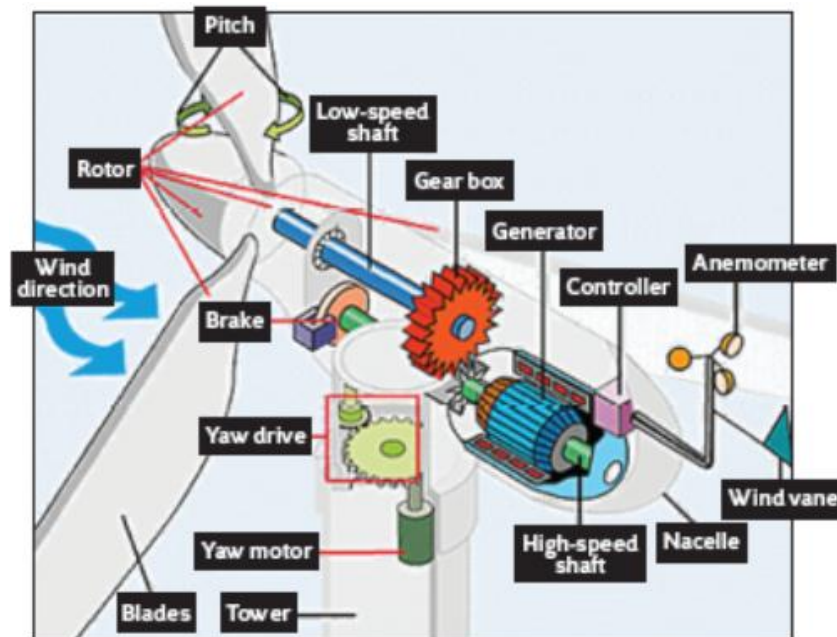 Pitch
Low-speed
shaft
Rotor
Gear box
Generator
Anemometer
Wind
direction
Controller
Brake
Yaw drive
Wind vane
Yaw motor
High-speed
shaft
Nacelle
Blades
Tower